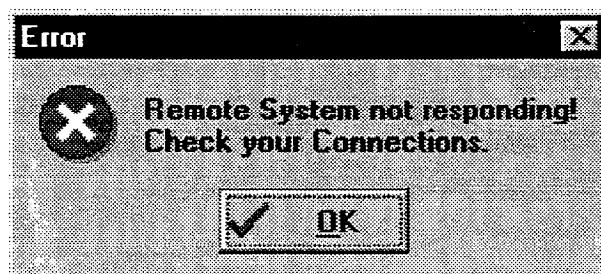 Error
Remote System not responding!
Check your Connections.
OK